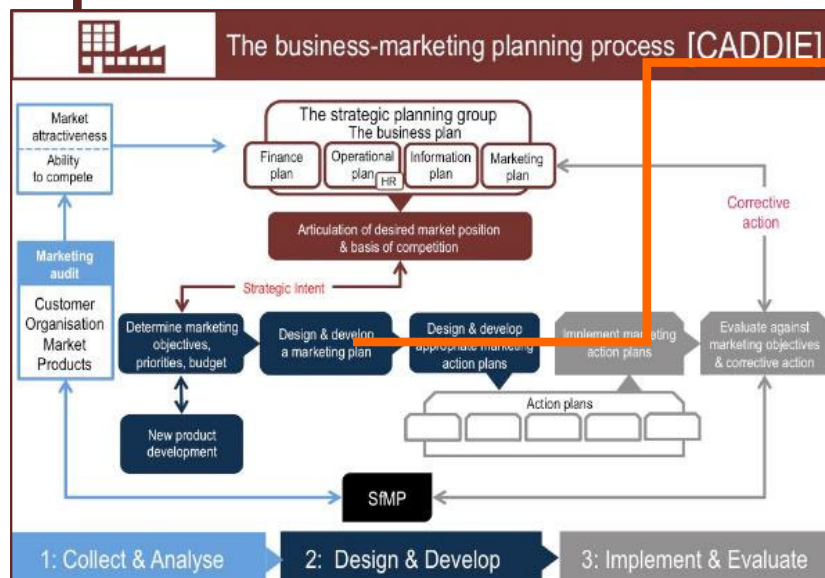 The business-marketing planning process [CADDIE]
Market
attractiveness
Ability
to compete
The strategic planning group
The business plan
Finance
plan
Operational
plan
HR
Information
plan
Marketing
plan
Corrective
action
Articulation of desired market position
& basis of competition
Marketing
audit
Customer
Organisation
Market
Products
Strategic Intent
Determine marketing
objectives,
priorities, budget
Design & develop
a marketing plan
Design & develop
appropriate marketing
action plans
Implement marketing
action plans
Evaluate against
marketing objectives
& corrective action
New product
development
Action plans
SfMP
1: Collect & Analyse
2: Design & Develop
3: Implement & Evaluate